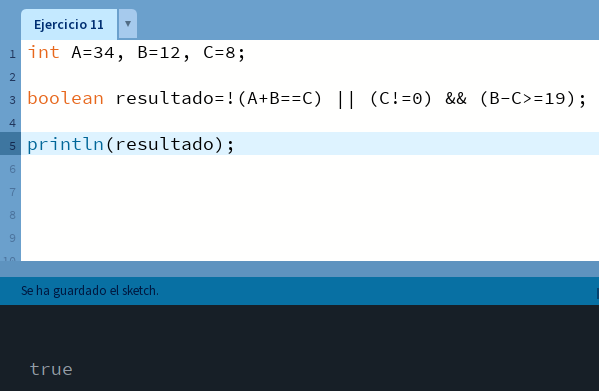 Ejercicio 11
1 int A=34, B=12, C=8;
2
3 boolean resultado=!(A+B==C) || (C!=0) && (B-C>=19);
4
5 println(resultado);
6
7
8
9
10
Se ha guardado el sketch.
true